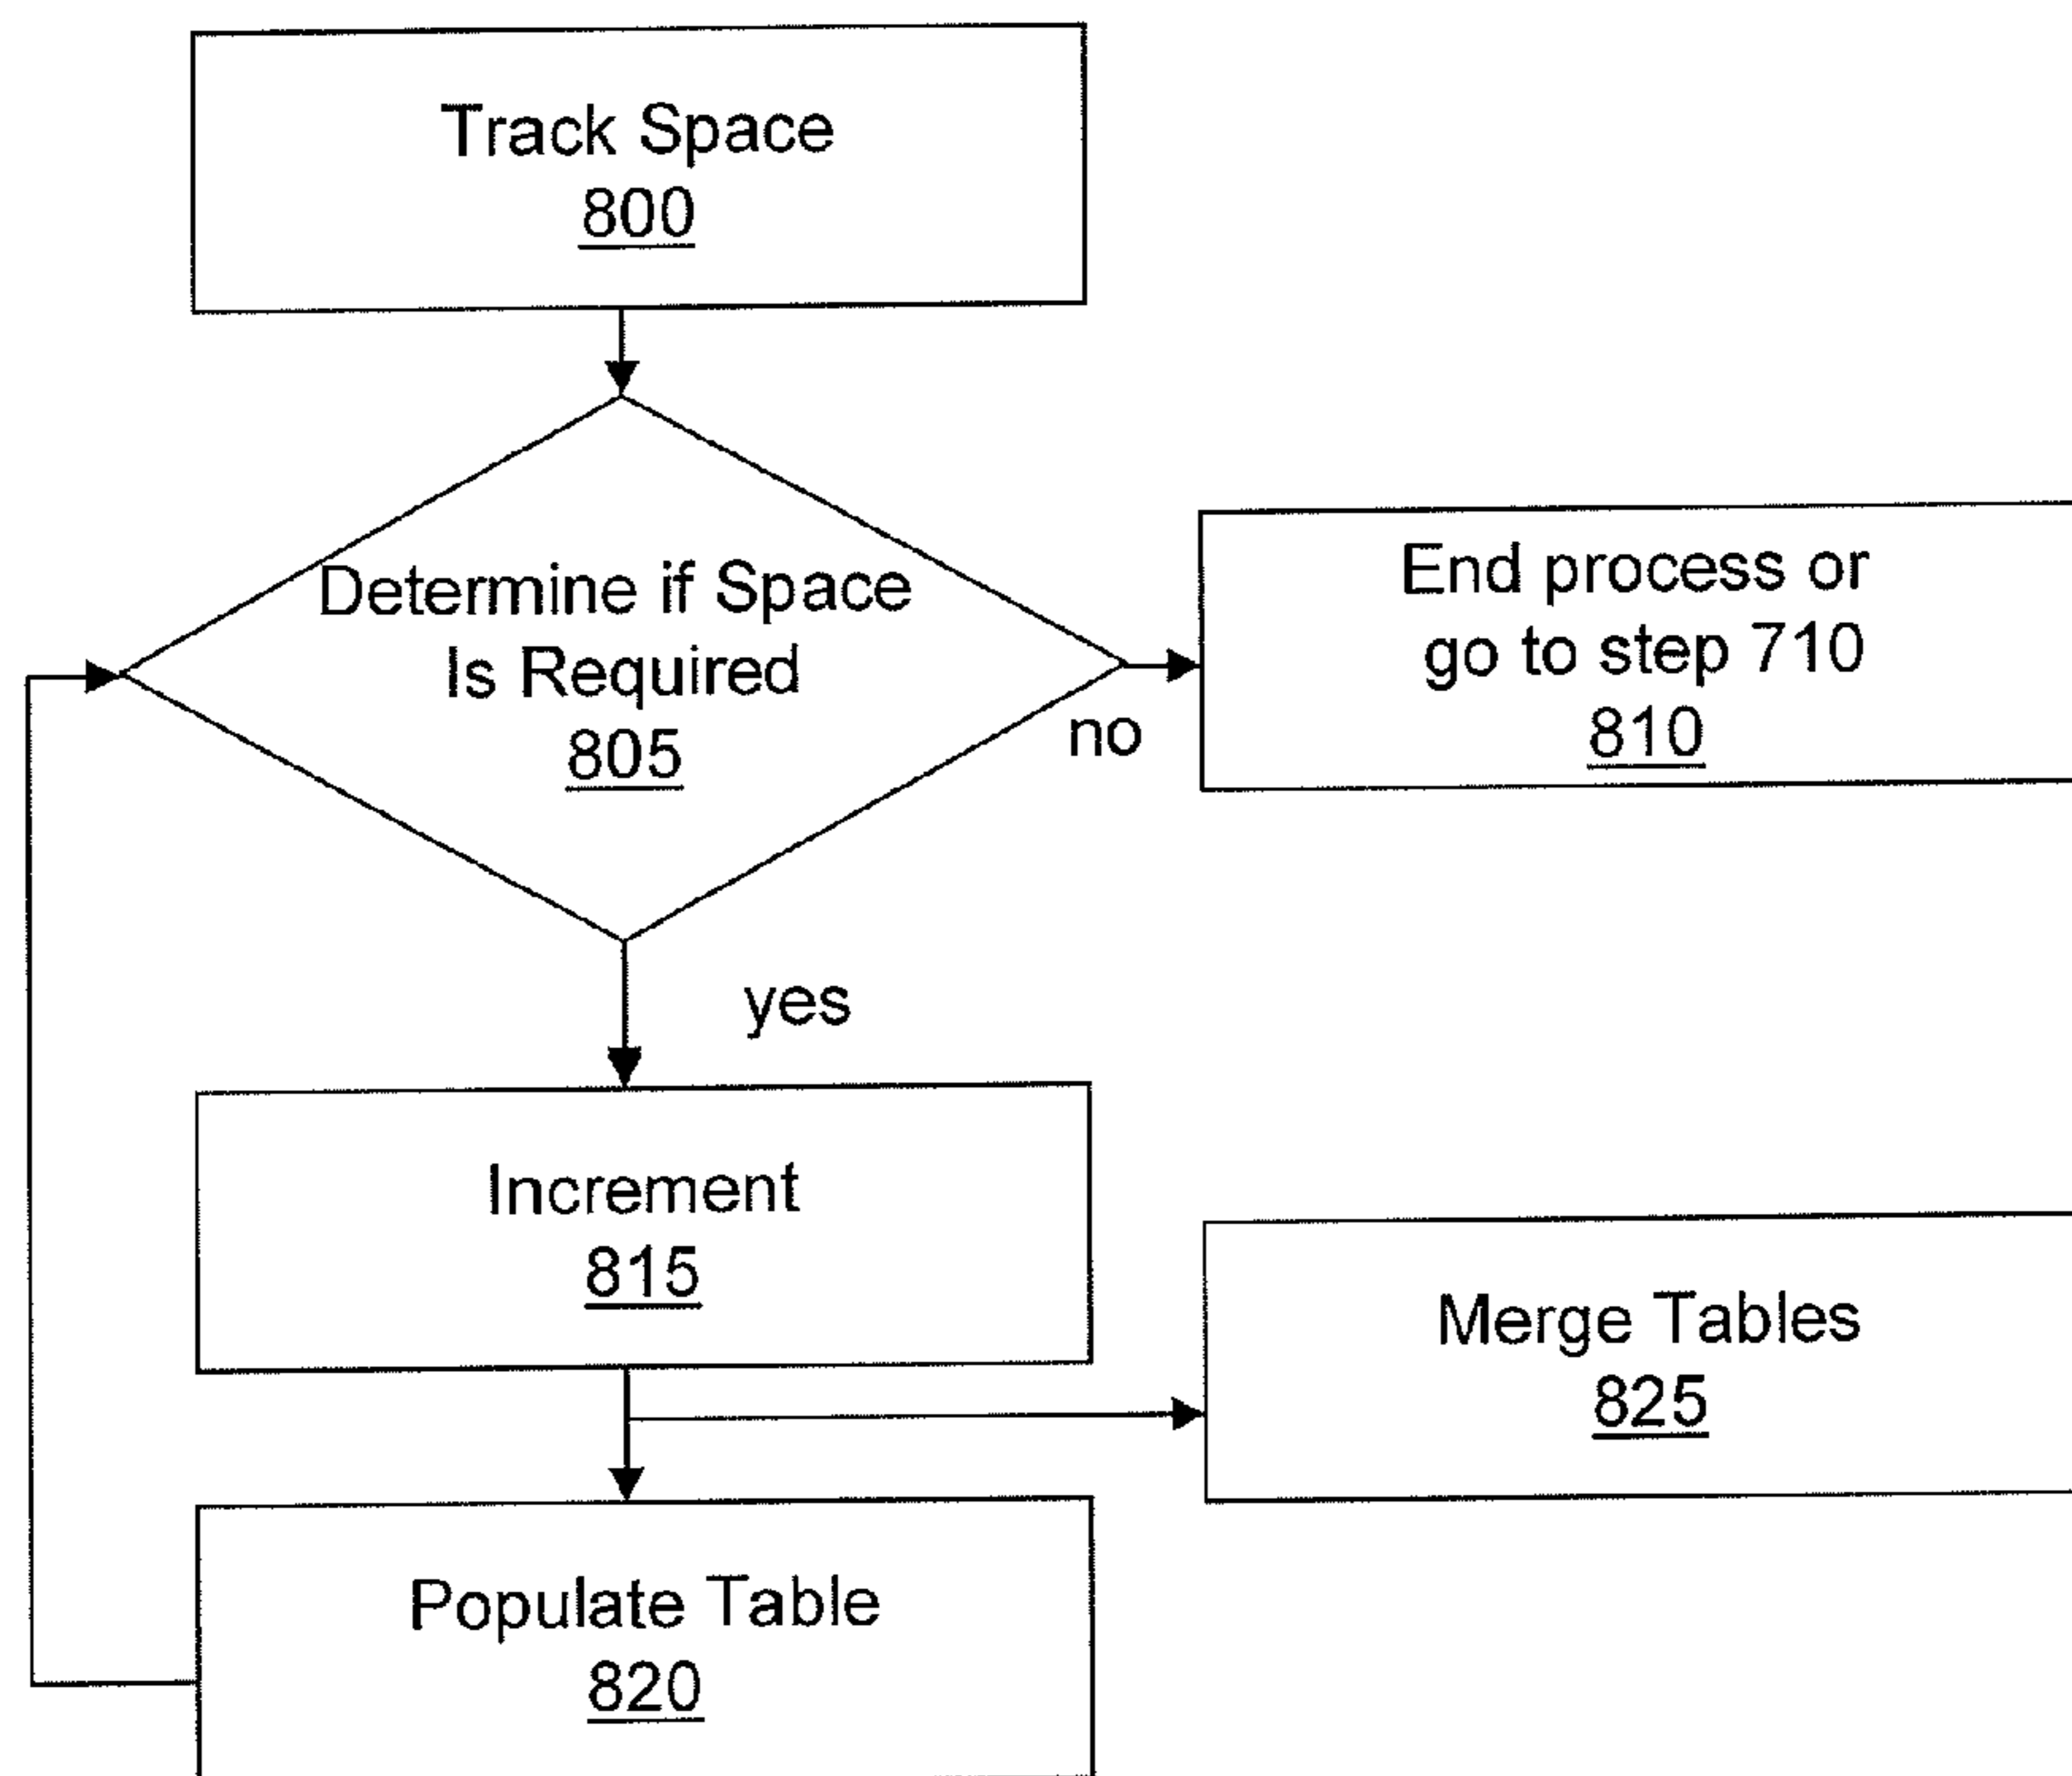 Track Space
800
Determine if Space
Is Required
805
no
End process or
go to step 710
810
yes
Increment
815
Merge Tables
825
Populate Table
820